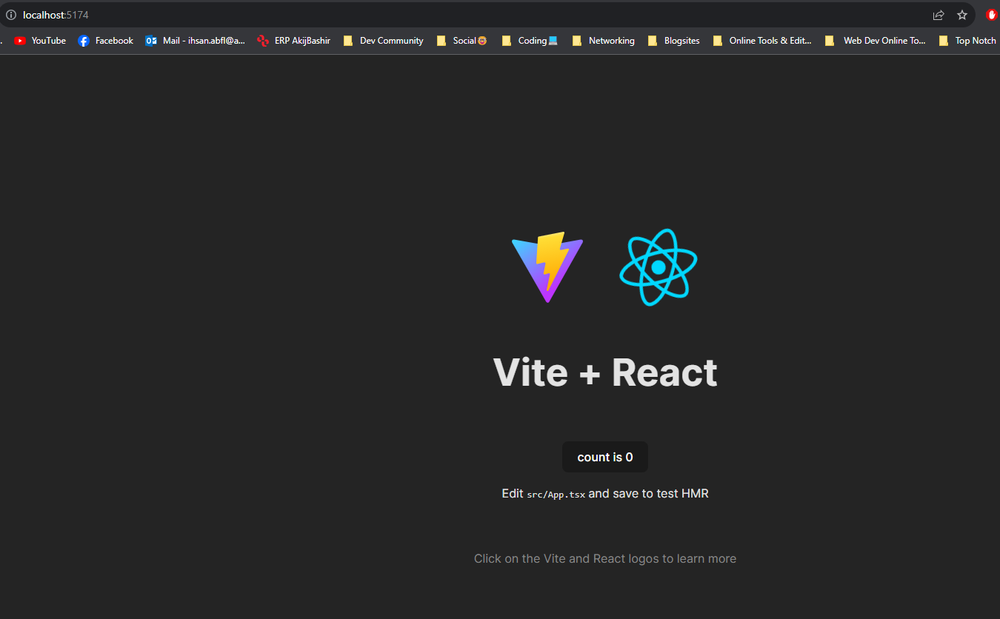 localhost:5174
. YouTube Facebook Mail - ihsan.abfl@a... ERP AkijBashir Dev Community Social🤓 Coding💻 Networking Blogsites Online Tools & Edit... Web Dev Online To... Top Notch
Vite + React
count is 0
Edit src/App.tsx and save to test HMR
Click on the Vite and React logos to learn more